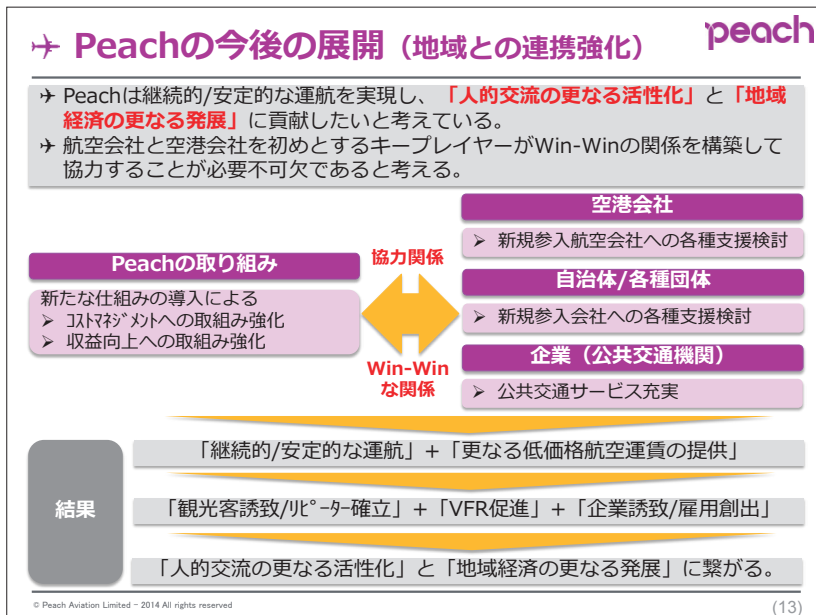 ✈ Peachの今後の展開（地域との連携強化）
peach
✈ Peachは継続的/安定的な運航を実現し、「人的交流の更なる活性化」と「地域
経済の更なる発展」に貢献したいと考えている。
✈ 航空会社と空港会社を初めとするキープレイヤーがWin-Winの関係を構築して
協力することが必要不可欠であると考える。
Peachの取り組み
新たな仕組みの導入による
➢ ｺｽﾄﾏﾈｼﾞﾒﾝﾄへの取組み強化
➢ 収益向上への取組み強化
協力関係
Win-Win
な関係
空港会社
➢ 新規参入航空会社への各種支援検討
自治体/各種団体
➢ 新規参入会社への各種支援検討
企業（公共交通機関）
➢ 公共交通サービス充実
結果
「継続的/安定的な運航」＋「更なる低価格航空運賃の提供」
「観光客誘致/ﾘﾋﾟｰﾀｰ確立」＋「VFR促進」＋「企業誘致/雇用創出」
「人的交流の更なる活性化」と「地域経済の更なる発展」に繋がる。
© Peach Aviation Limited - 2014 All rights reserved
(13)